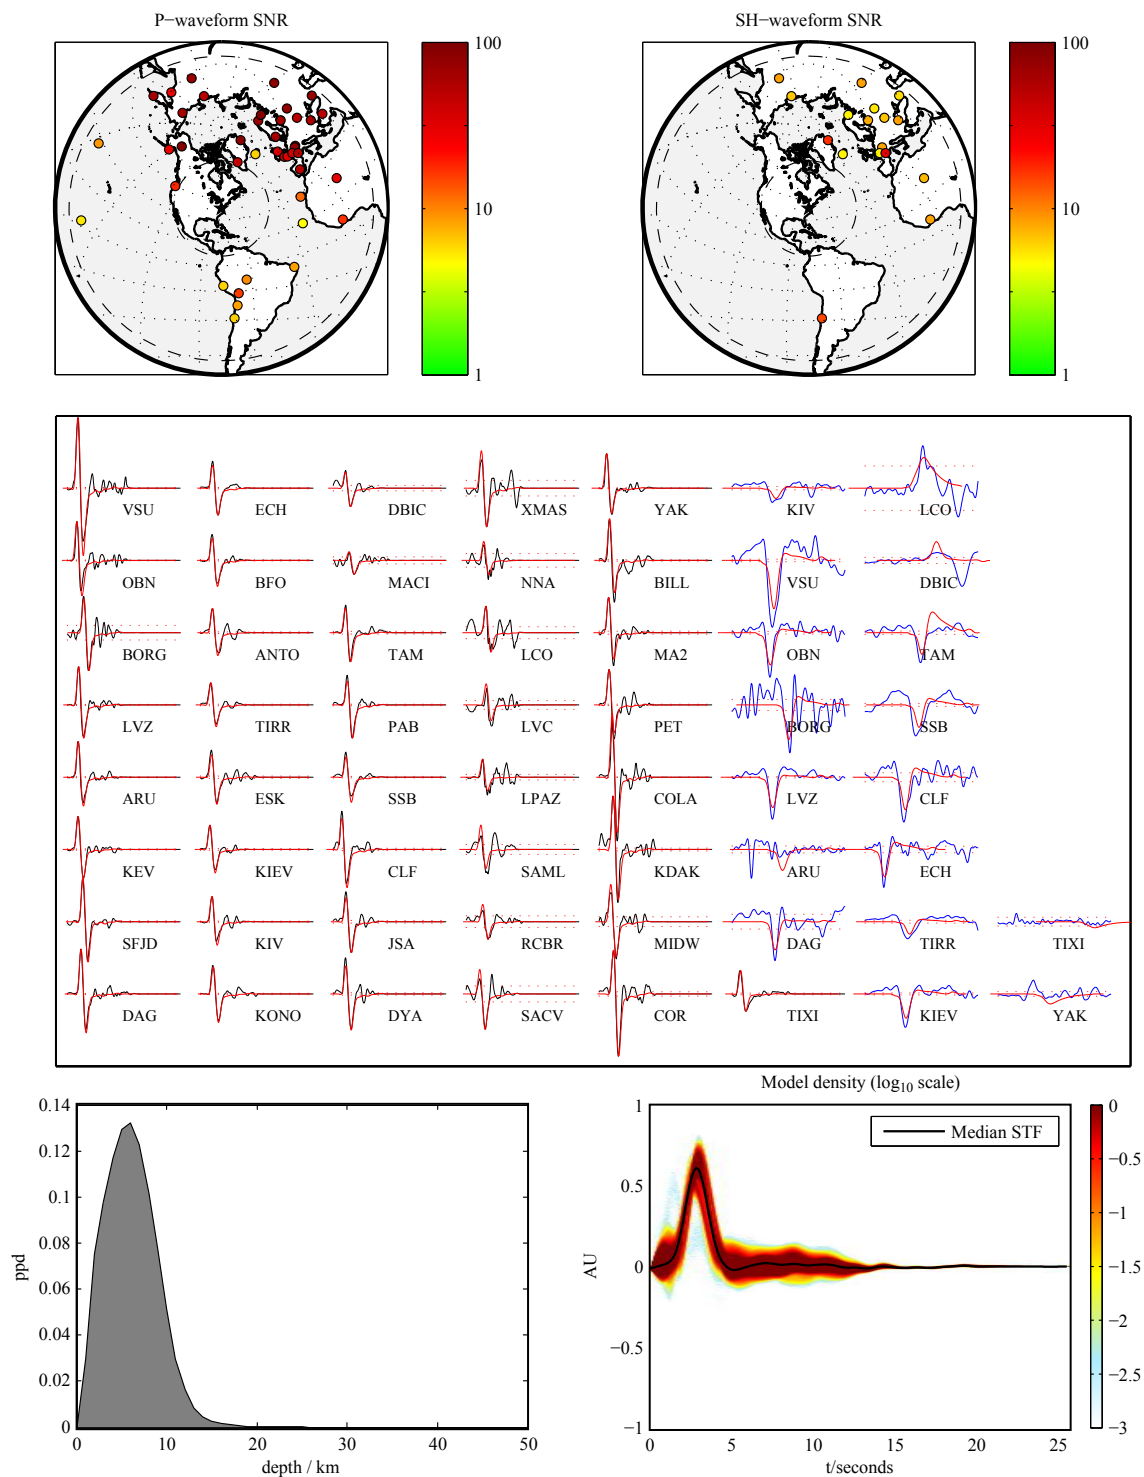 P−waveform SNR
SH−waveform SNR
100
10
1
100
10
1
VSU ECH DBIC XMAS YAK KIV LCO
OBN BFO MACI NNA BILL VSU DBIC
BORG ANTO TAM LCO MA2 OBN TAM
LVZ TIRR PAB LVC PET BORG SSB
ARU ESK SSB LPAZ COLA LVZ CLF
KEV KIEV CLF SAML KDAK ARU ECH
SFJD KIV JSA RCBR MIDW DAG TIRR TIXI
DAG KONO DYA SACV COR TIXI KIEV YAK
0.14
0.12
0.1
0.08
0.06
0.04
0.02
0
ppd
0 10 20 30 40 50
depth / km
Model density (log10 scale)
Median STF
1
0.5
0
−0.5
−1
AU
0 5 10 15 20 25
t/seconds
0
−0.5
−1
−1.5
−2
−2.5
−3